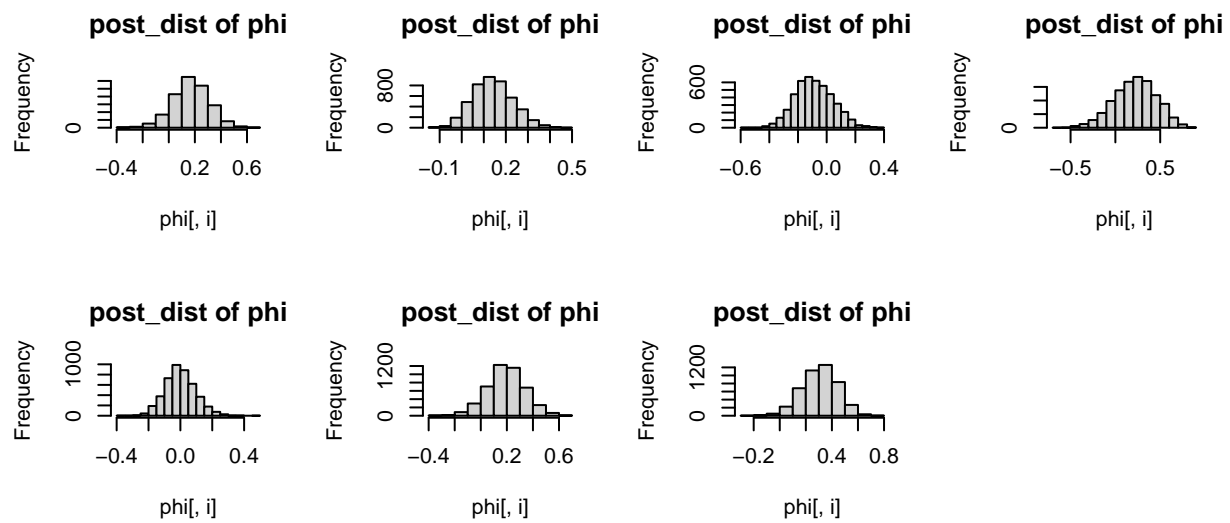 post_dist of phi
Frequency
0
−0.4 0.2 0.6
phi[, i]
post_dist of phi
Frequency
0 800
−0.1 0.2 0.5
phi[, i]
post_dist of phi
Frequency
0 600
−0.6 0.0 0.4
phi[, i]
post_dist of phi
Frequency
0
−0.5 0.5
phi[, i]
post_dist of phi
Frequency
0 1000
−0.4 0.0 0.4
phi[, i]
post_dist of phi
Frequency
0 1200
−0.4 0.2 0.6
phi[, i]
post_dist of phi
Frequency
0 1200
−0.2 0.4 0.8
phi[, i]